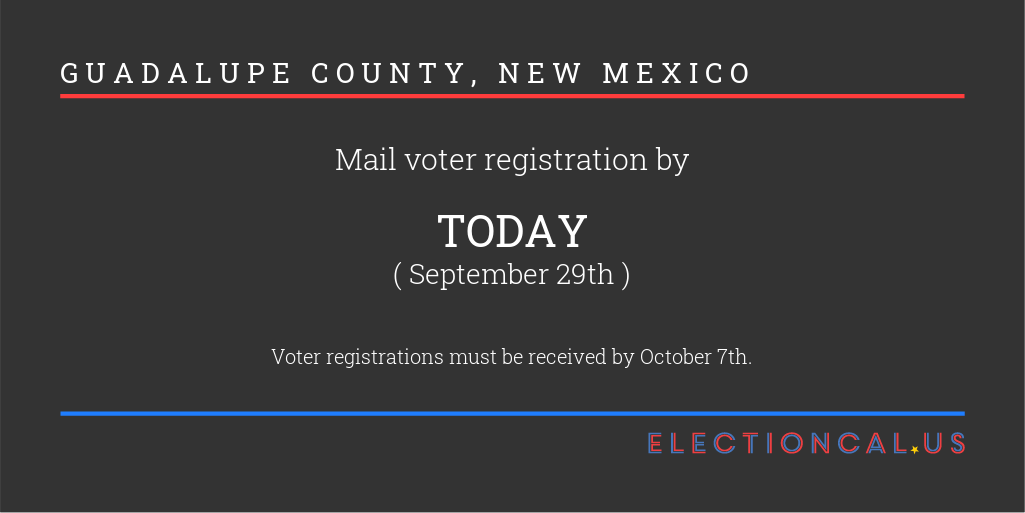 GUADALUPE COUNTY, NEW MEXICO
Mail voter registration by
TODAY
( September 29th )
Voter registrations must be received by October 7th.
ELECTIONCAL.US